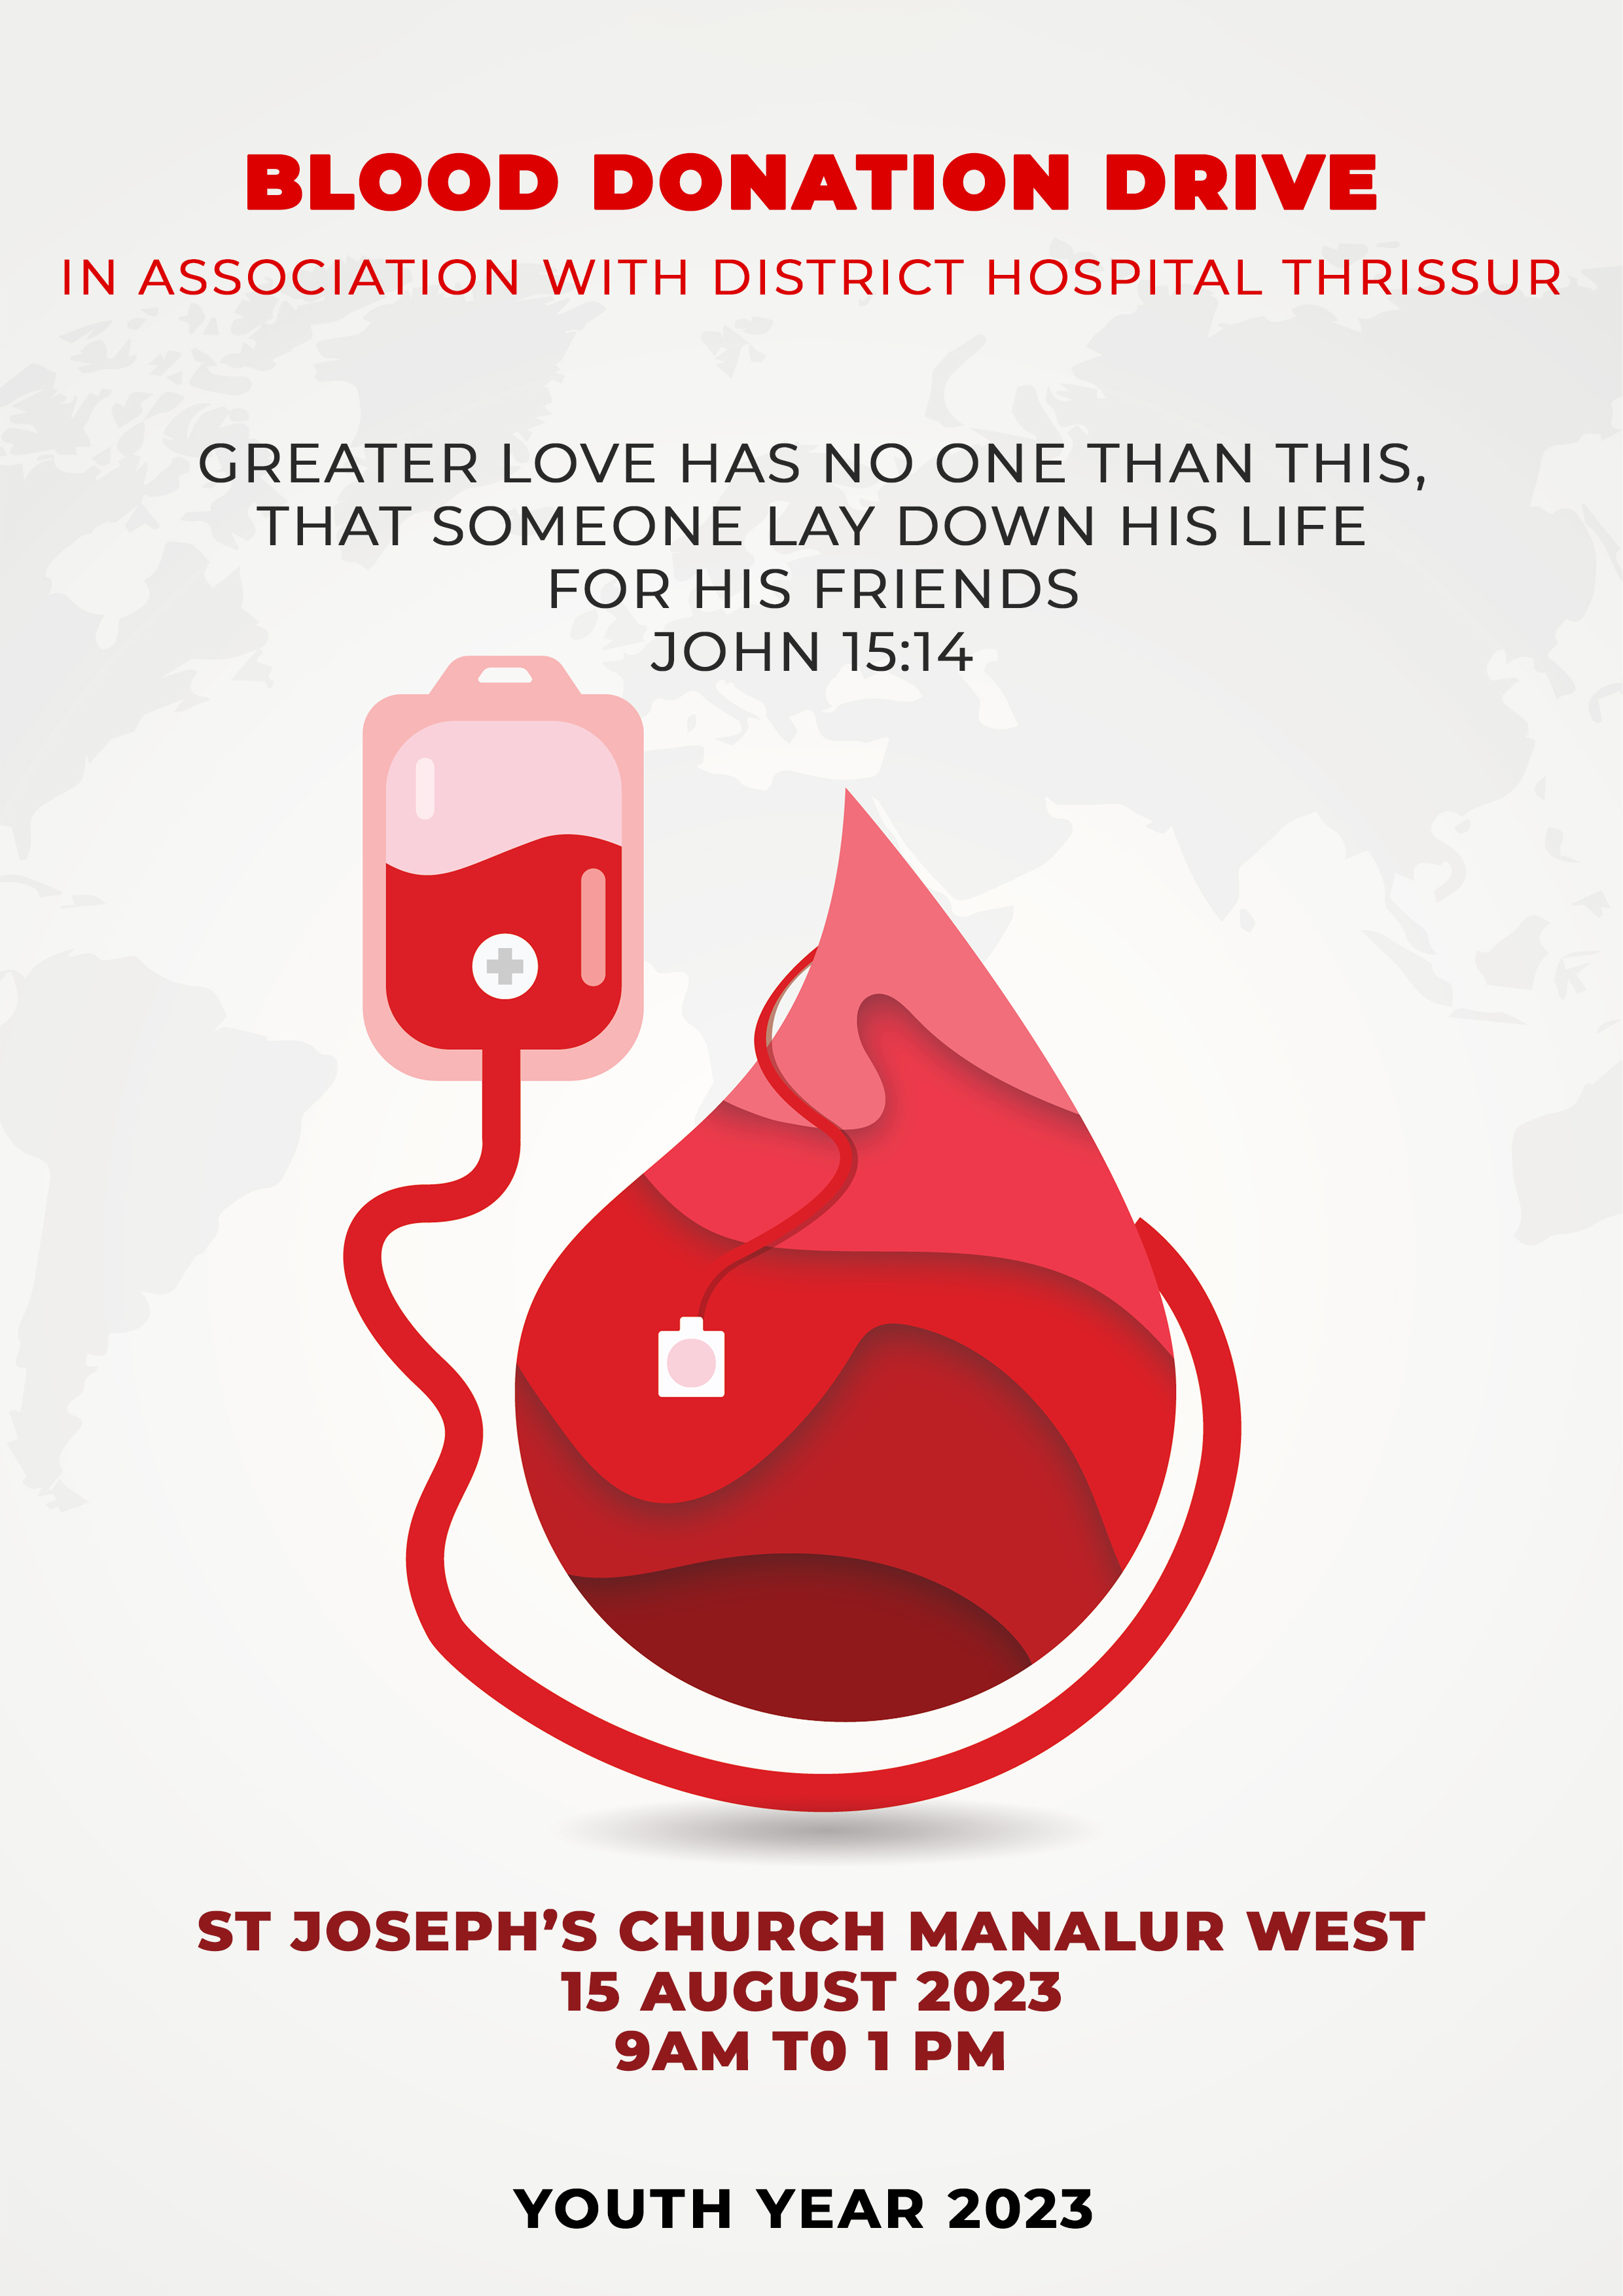 BLOOD DONATION DRIVE
IN ASSOCIATION WITH DISTRICT HOSPITAL THRISSUR
GREATER LOVE HAS NO ONE THAN THIS,
THAT SOMEONE LAY DOWN HIS LIFE
FOR HIS FRIENDS
JOHN 15:14
ST JOSEPH’S CHURCH MANALUR WEST
15 AUGUST 2023
9AM T0 1 PM
YOUTH YEAR 2023